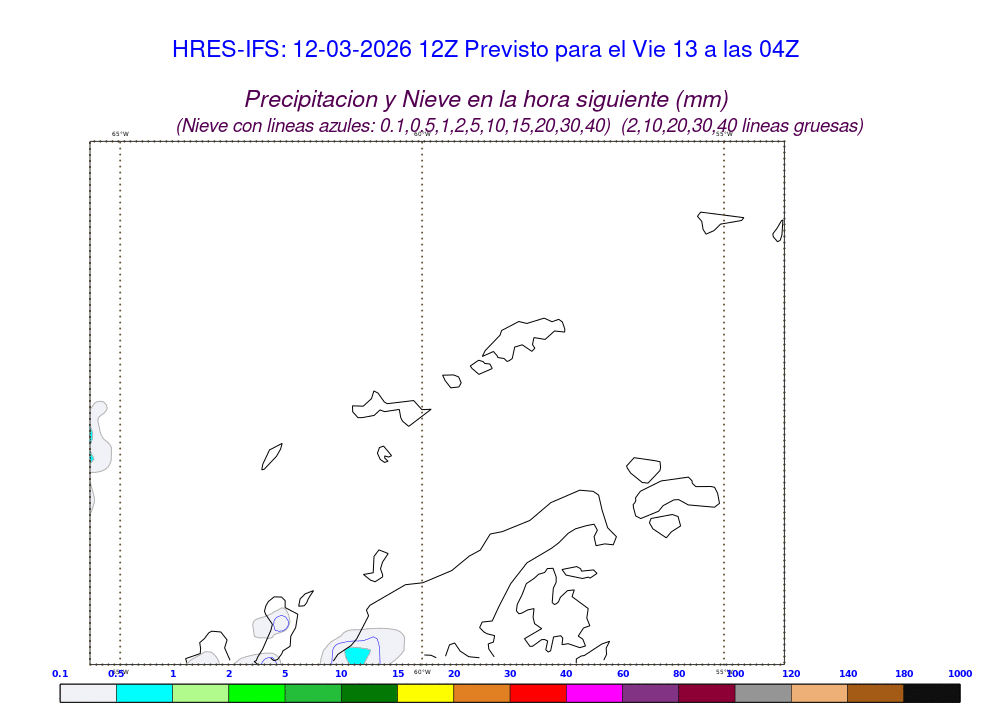 HRES-IFS: 12-03-2026 12Z Previsto para el Vie 13 a las 04Z
Precipitacion y Nieve en la hora siguiente (mm)
(Nieve con lineas azules: 0.1,0.5,1,2,5,10,15,20,30,40)  (2,10,20,30,40 lineas gruesas)
65°W 60°W 55°W
65°W 60°W 55°W
0.1 0.5 1 2 5 10 15 20 30 40 60 80 100 120 140 180 1000